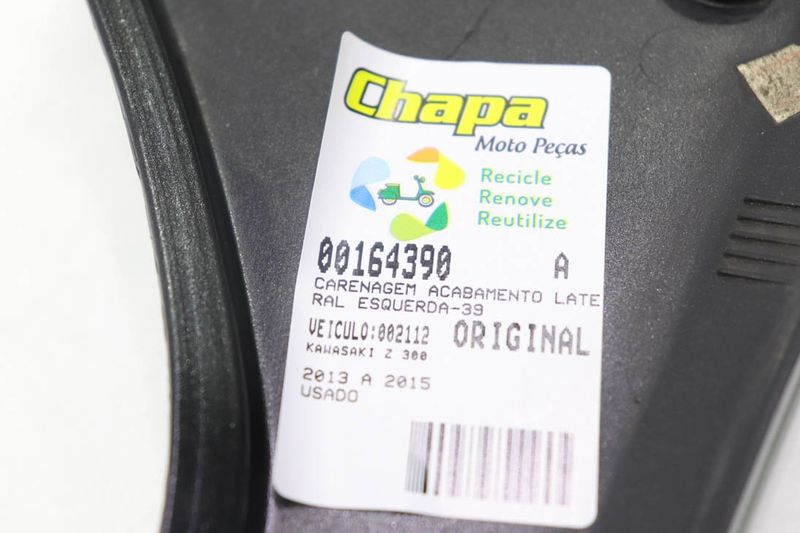 Chapa
Moto Peças
Recicle
Renove
Reutilize
00164390 A
CARENAGEM ACABAMENTO LATE
RAL ESQUERDA-39
VEICULO:002112 ORIGINAL
KAWASAKI Z 300
2013 A 2015
USADO